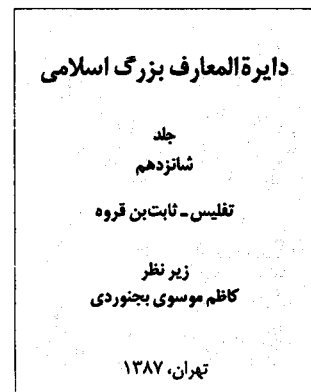 دایرةالمعارف بزرگ اسلامی
جلد
شانزدهم
تفلیس ـ ثابت‌بن قروه
زیر نظر
کاظم موسوی بجنوردی
تهران، ۱۳۸۷